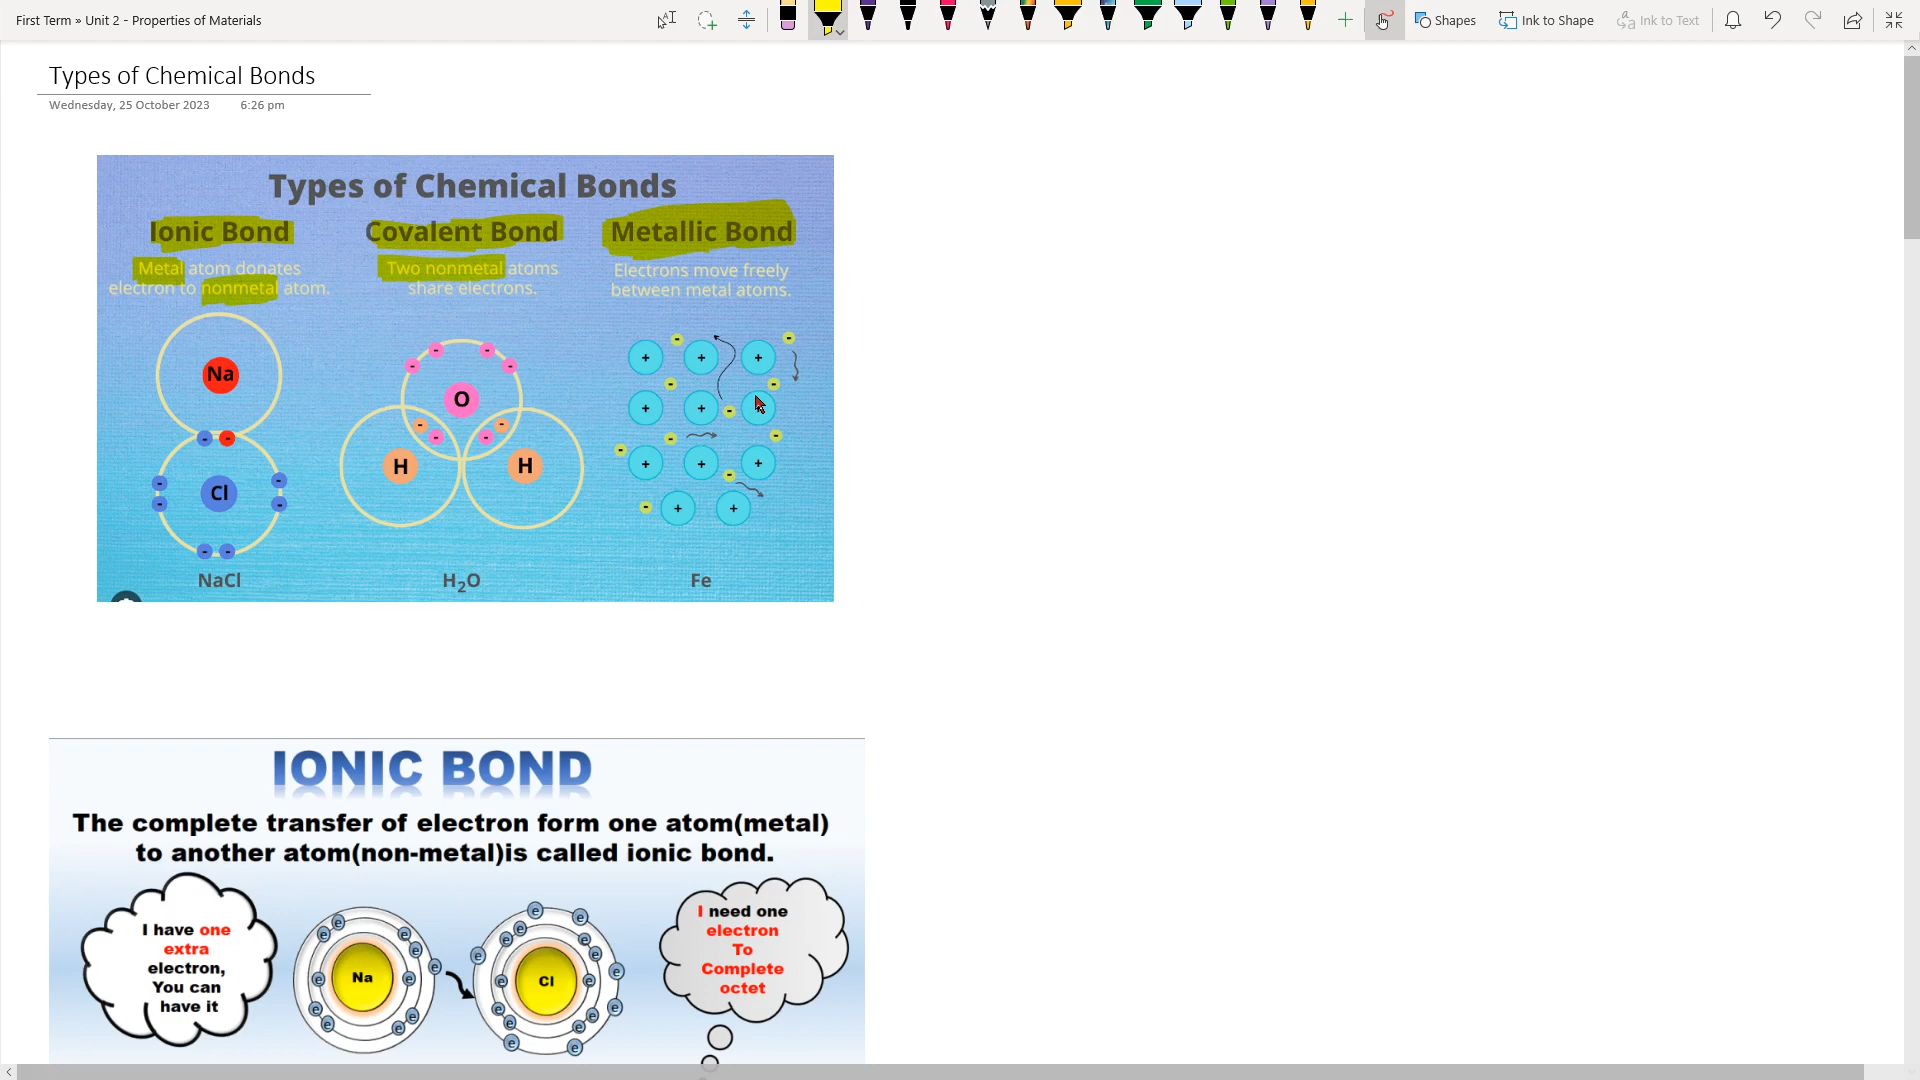 First Term » Unit 2 - Properties of Materials
Shapes
Ink to Shape
Ink to Text
Types of Chemical Bonds
Wednesday, 25 October 2023 6:26 pm
Types of Chemical Bonds
Ionic Bond
Metal atom donates
electron to nonmetal atom.
Na
- -
- -
Cl
- -
- -
NaCl
Covalent Bond
Two nonmetal atoms
share electrons.
- -
- -
O
- -
- -
H H
H2O
Metallic Bond
Electrons move freely
between metal atoms.
- -
+ + +
- -
+ + -
- -
- + + +
-
- + +
Fe
IONIC BOND
The complete transfer of electron form one atom(metal)
to another atom(non-metal)is called ionic bond.
I have one
extra
electron,
You can
have it
e e e e e e e e e e e
Na
e e e e e e e e e e e e e e e e e
Cl
I need one
electron
To
Complete
octet